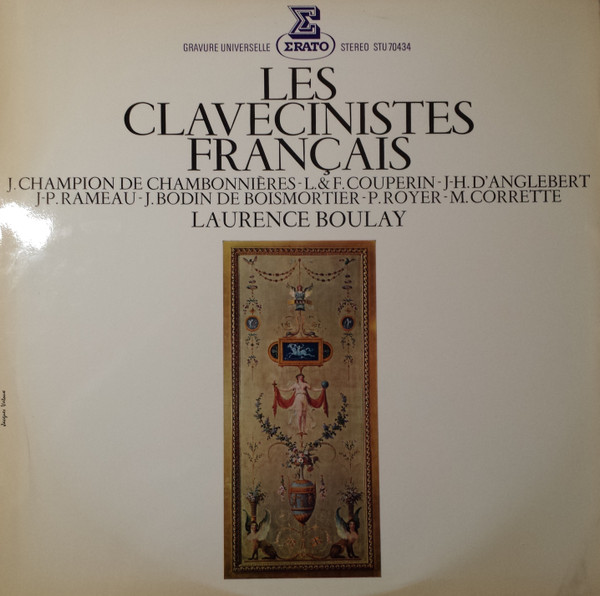 GRAVURE UNIVERSELLE ERATO STEREO STU 70434
LES
CLAVECINISTES
FRANÇAIS
J. CHAMPION DE CHAMBONNIÈRES-L.& F. COUPERIN-J-H. D'ANGLEBERT
J-P. RAMEAU-J. BODIN DE BOISMORTIER-P. ROYER-M. CORRETTE
LAURENCE BOULAY